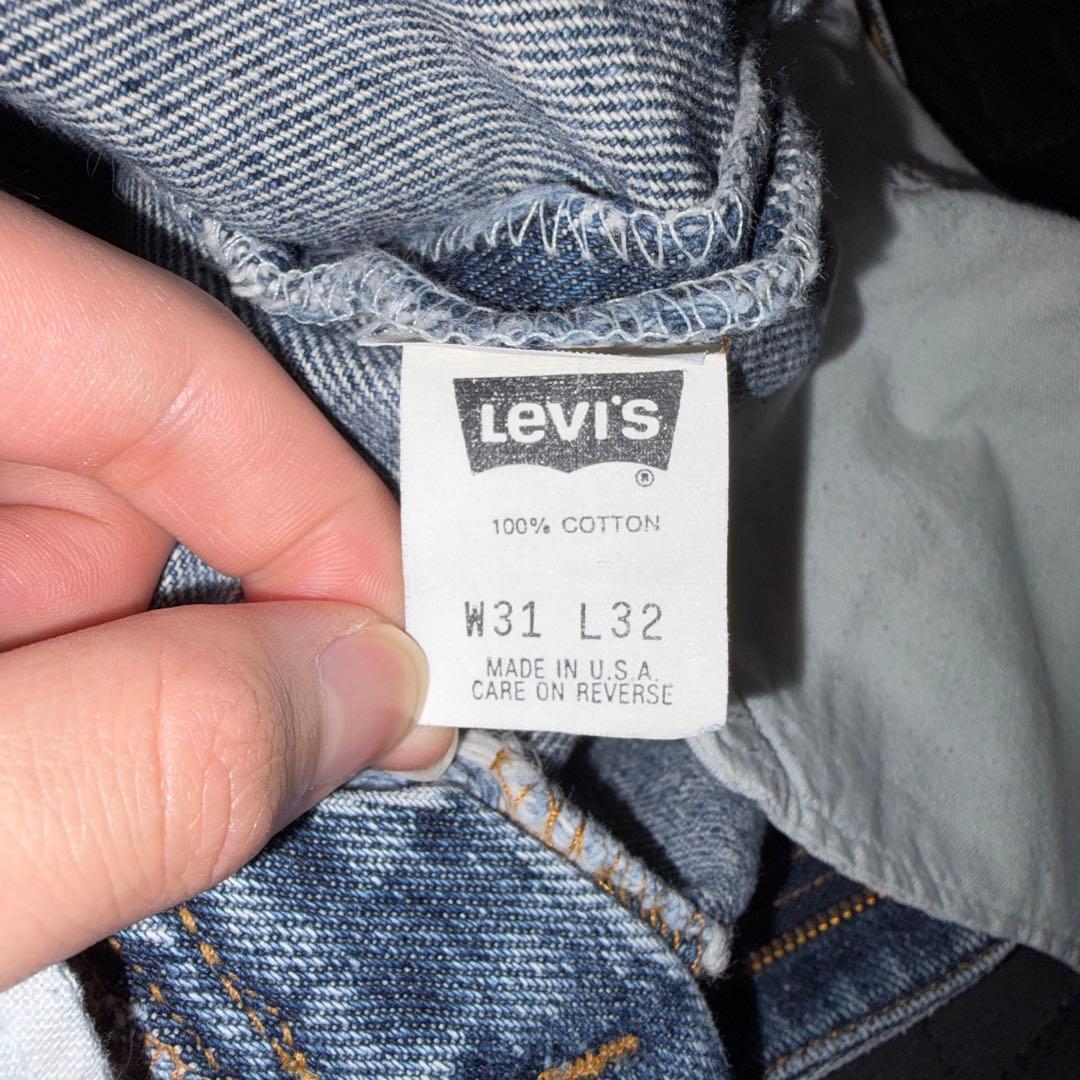 Levi's
®
100% COTTON
W31 L32
MADE IN U.S.A.
CARE ON REVERSE